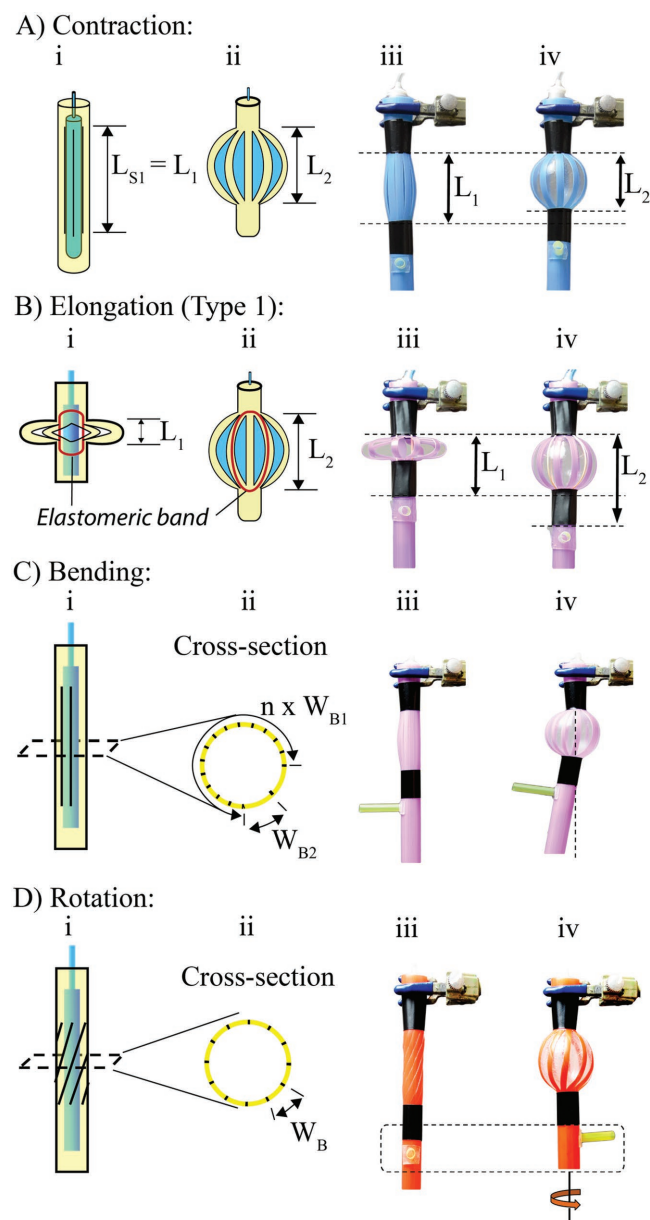 A) Contraction:
i ii iii iv
L_S1 = L_1 L_2 L_1 L_2
B) Elongation (Type 1):
i ii iii iv
L_1 L_2 L_1 L_2
Elastomeric band
C) Bending:
i ii iii iv
Cross-section
n x W_B1
W_B2
D) Rotation:
i ii iii iv
Cross-section
W_B